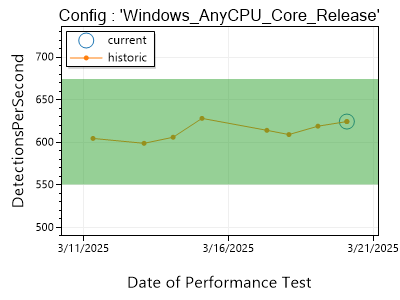 Config : 'Windows_AnyCPU_Core_Release'
current
historic
DetectionsPerSecond
700
650
600
550
500
3/11/2025
3/16/2025
3/21/2025
Date of Performance Test